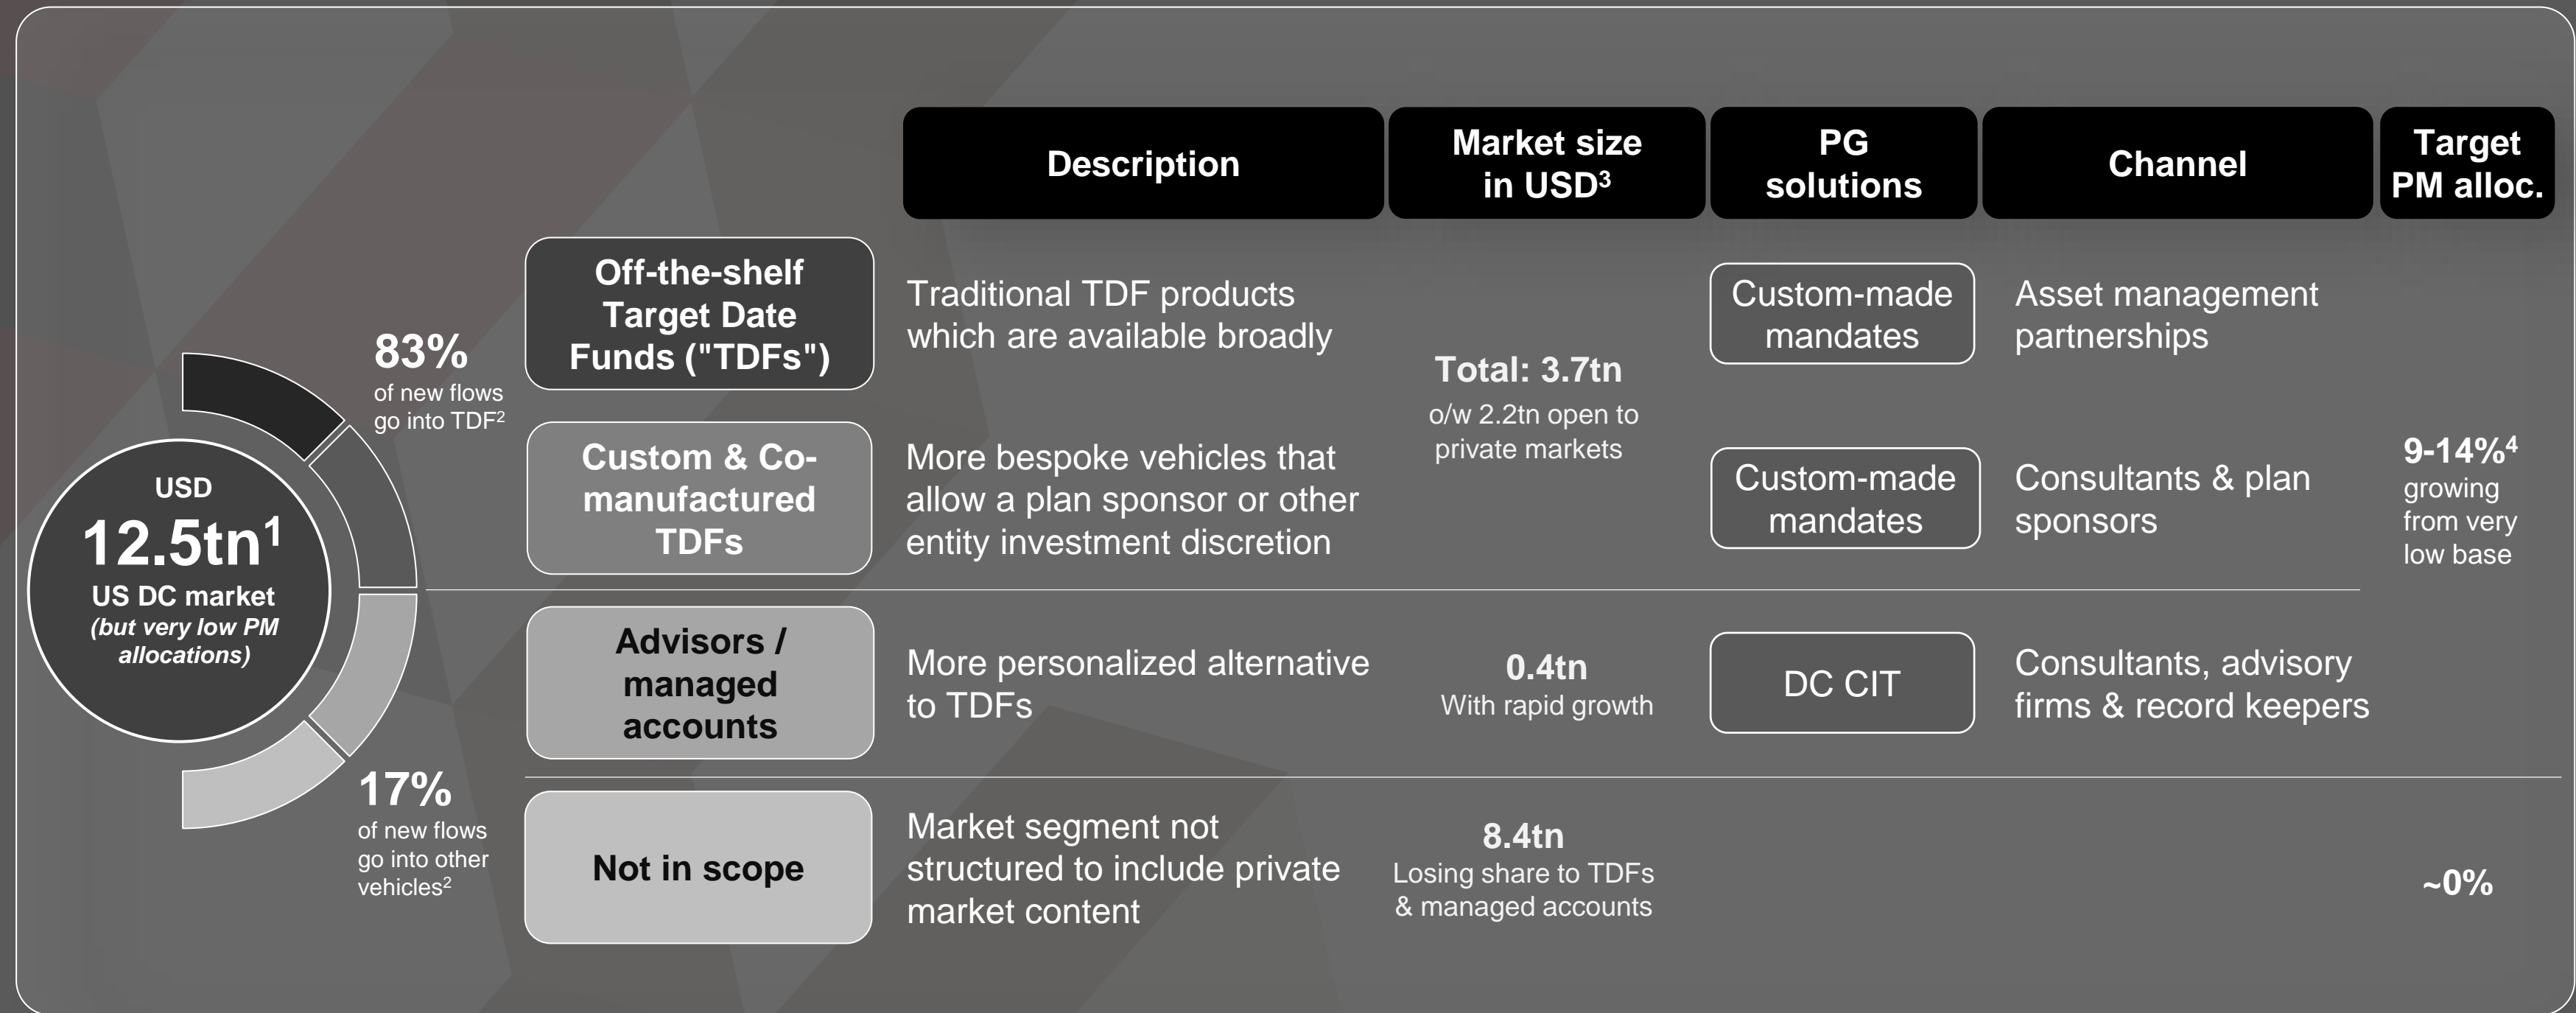 Description
Market size
in USD³
PG
solutions
Channel
Target
PM alloc.
83%
of new flows
go into TDF²
USD
12.5tn¹
US DC market
(but very low PM
allocations)
17%
of new flows
go into other
vehicles²
Off-the-shelf
Target Date
Funds ("TDFs")
Traditional TDF products
which are available broadly
Custom-made
mandates
Asset management
partnerships
Total: 3.7tn
o/w 2.2tn open to
private markets
Custom & Co-
manufactured
TDFs
More bespoke vehicles that
allow a plan sponsor or other
entity investment discretion
Custom-made
mandates
Consultants & plan
sponsors
9-14%⁴
growing
from very
low base
Advisors /
managed
accounts
More personalized alternative
to TDFs
0.4tn
With rapid growth
DC CIT
Consultants, advisory
firms & record keepers
Not in scope
Market segment not
structured to include private
market content
8.4tn
Losing share to TDFs
& managed accounts
~0%